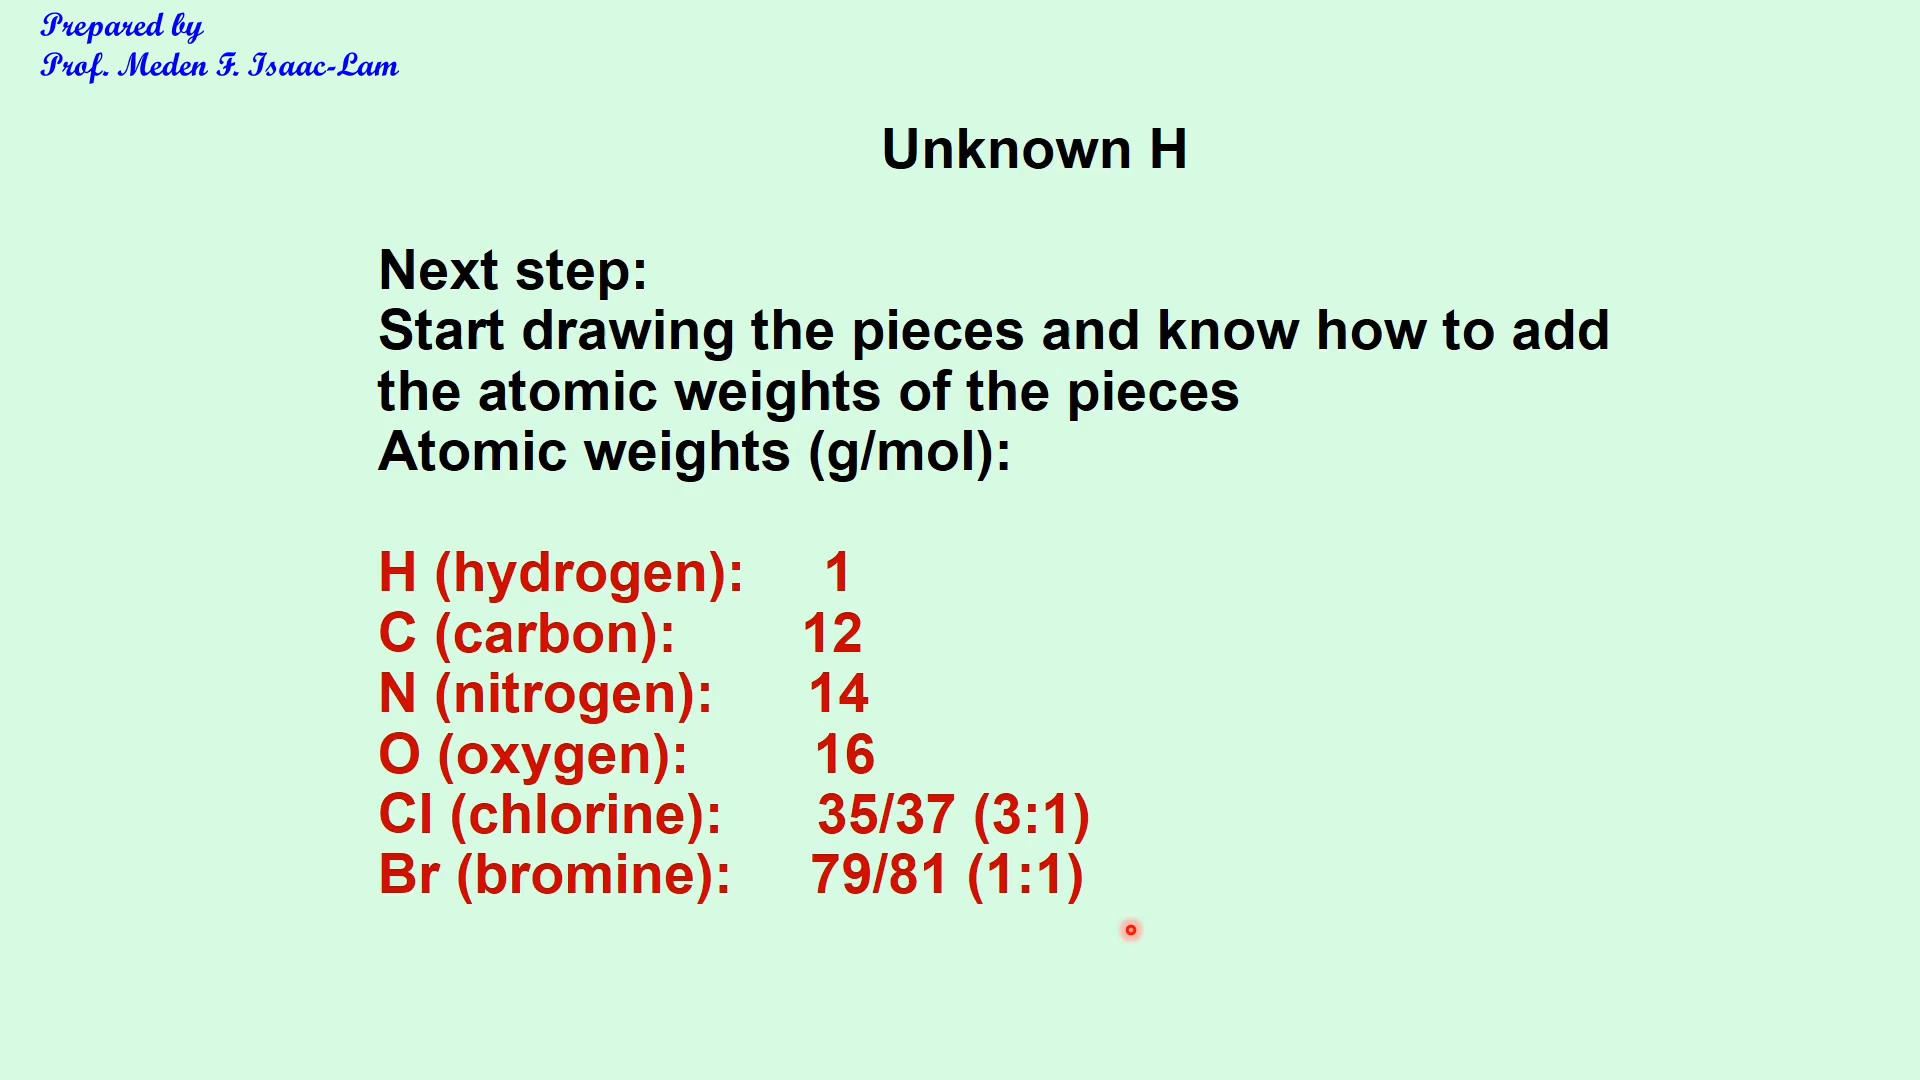 Prepared by
Prof. Meden F. Isaac-Lam
Unknown H
Next step:
Start drawing the pieces and know how to add
the atomic weights of the pieces
Atomic weights (g/mol):
H (hydrogen): 1
C (carbon): 12
N (nitrogen): 14
O (oxygen): 16
Cl (chlorine): 35/37 (3:1)
Br (bromine): 79/81 (1:1)